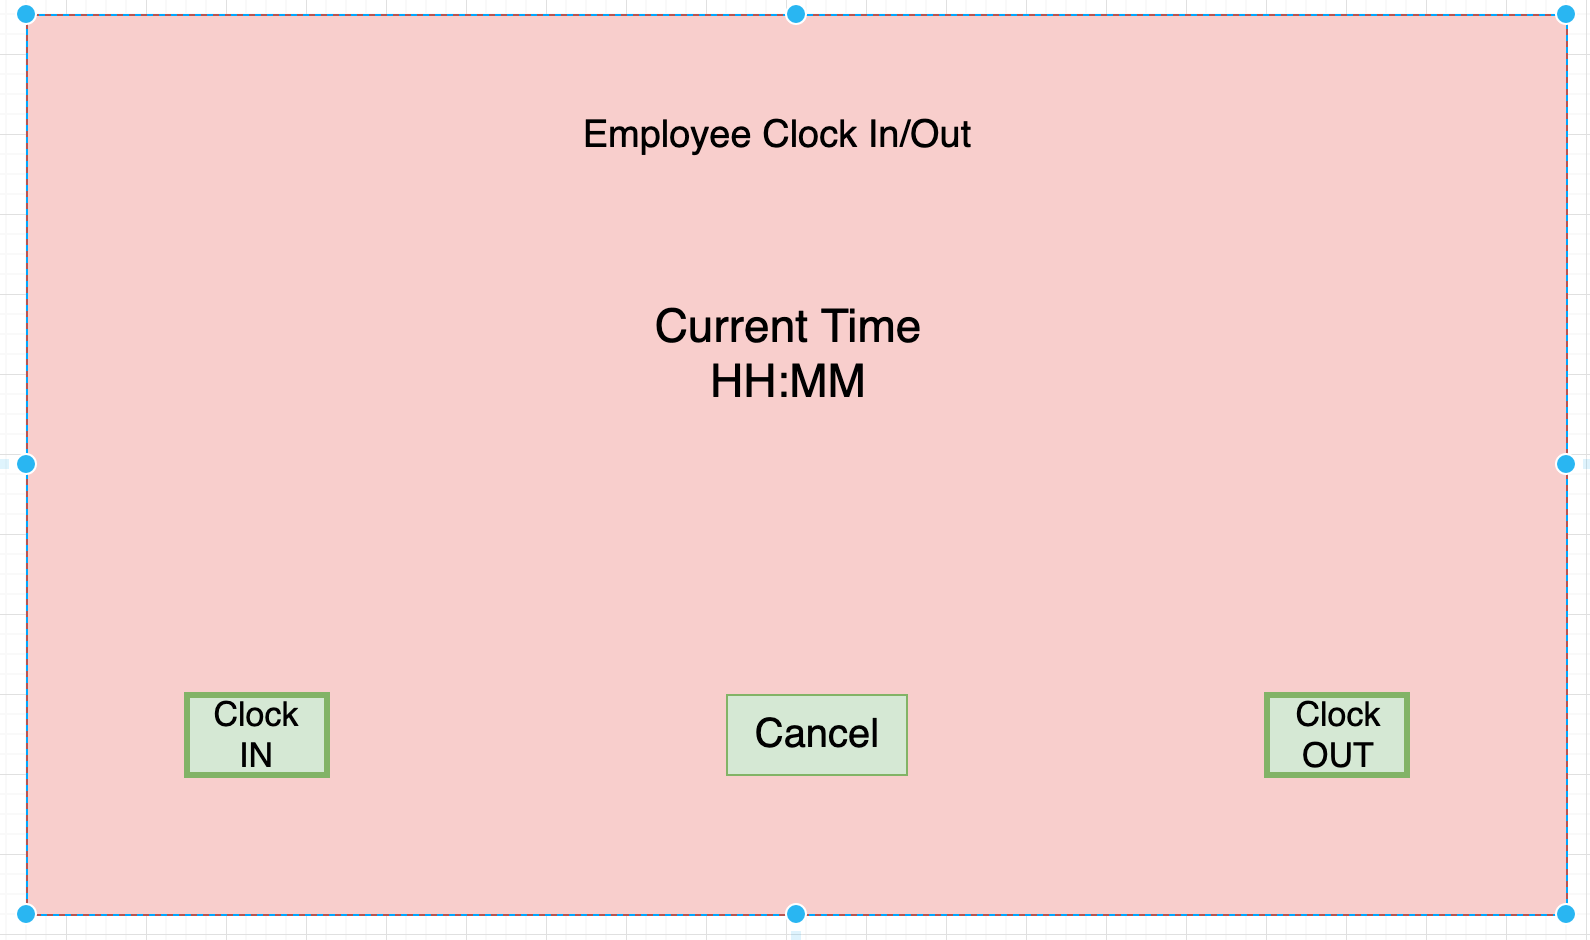 Employee Clock In/Out
Current Time
HH:MM
Clock
IN
Cancel
Clock
OUT